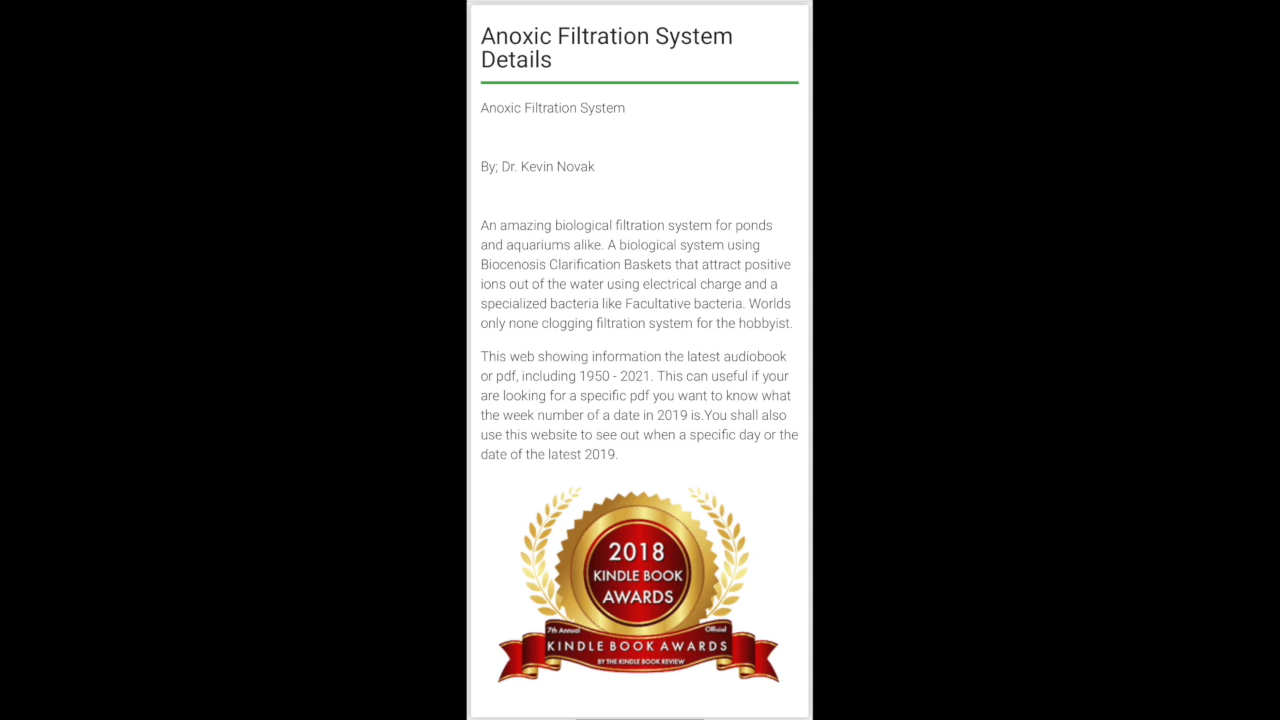 Anoxic Filtration System
Details
Anoxic Filtration System
By; Dr. Kevin Novak
An amazing biological filtration system for ponds
and aquariums alike. A biological system using
Biocenosis Clarification Baskets that attract positive
ions out of the water using electrical charge and a
specialized bacteria like Facultative bacteria. Worlds
only none clogging filtration system for the hobbyist.
This web showing information the latest audiobook
or pdf, including 1950 - 2021. This can useful if your
are looking for a specific pdf you want to know what
the week number of a date in 2019 is.You shall also
use this website to see out when a specific day or the
date of the latest 2019.
2018
KINDLE BOOK
AWARDS
7th Annual Official
KINDLE BOOK AWARDS
BY THE KINDLE BOOK REVIEW